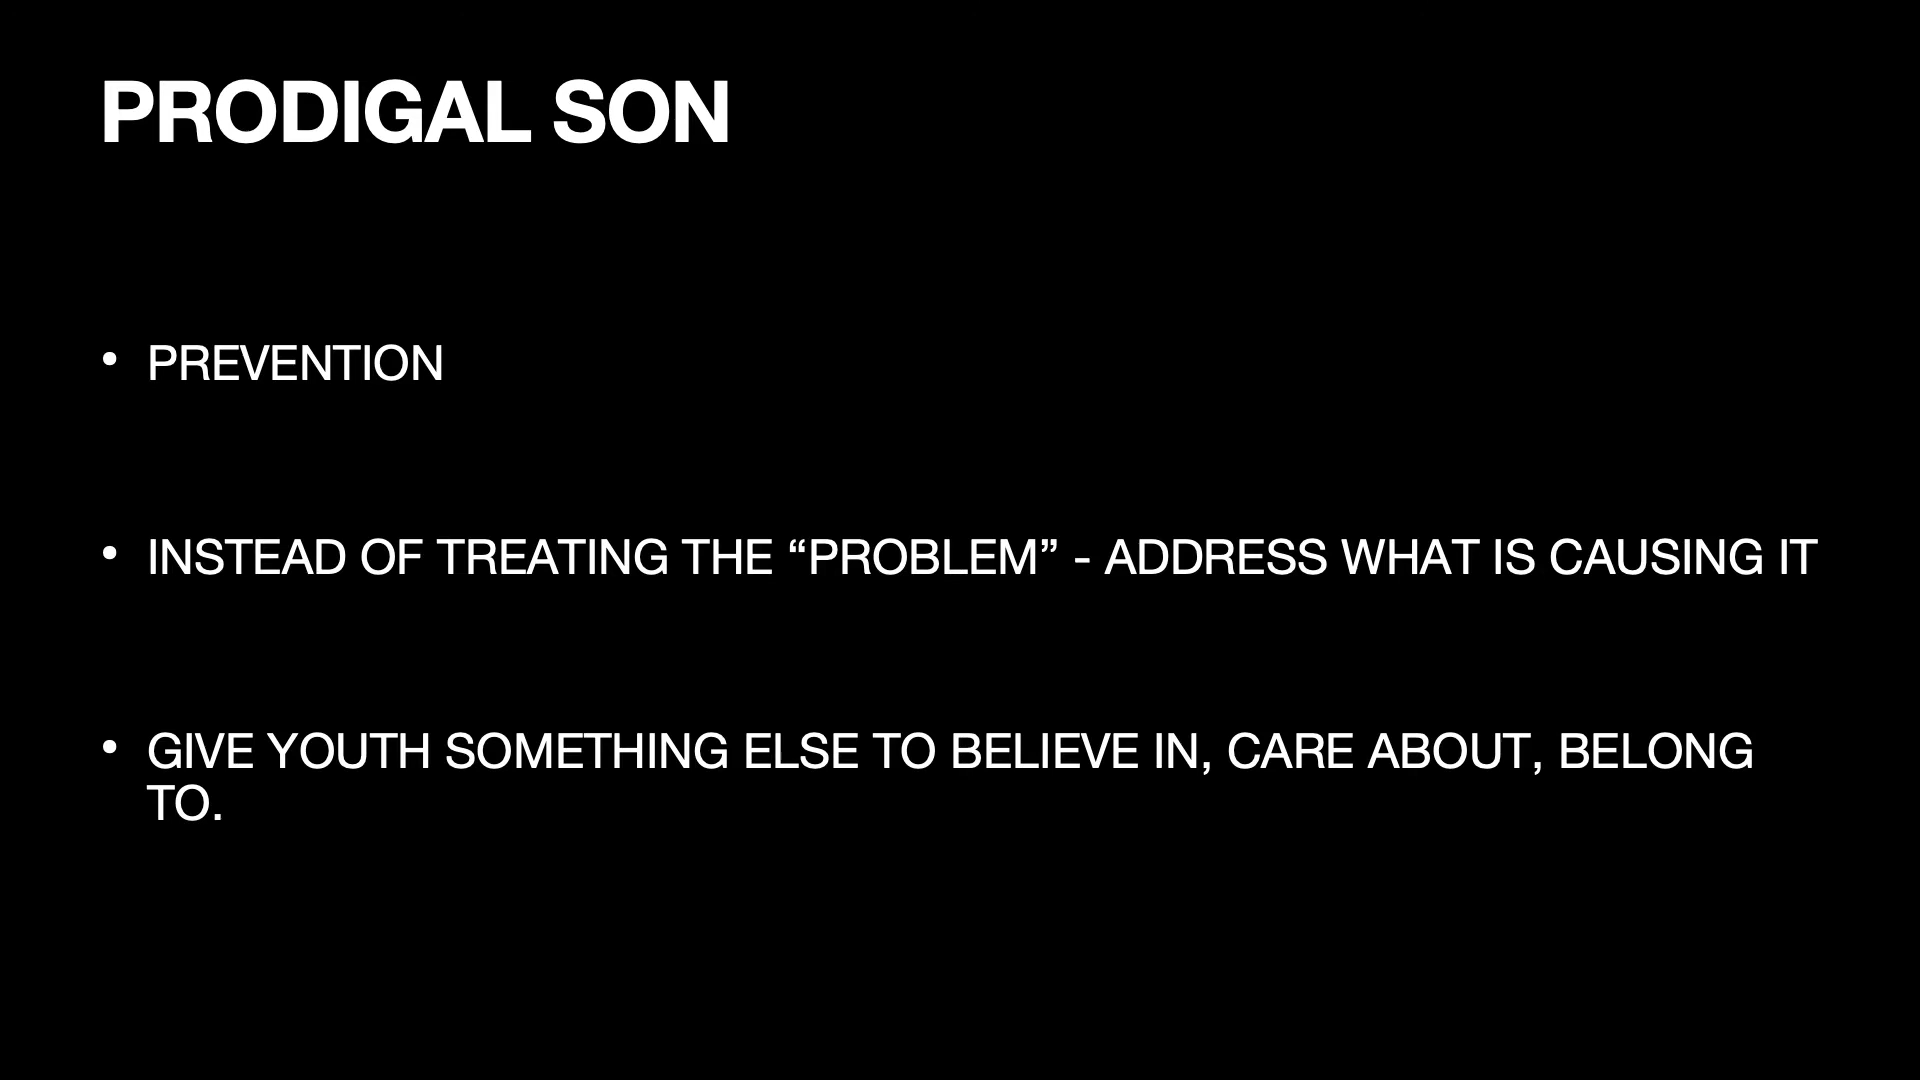 PRODIGAL SON
• PREVENTION
• INSTEAD OF TREATING THE “PROBLEM” - ADDRESS WHAT IS CAUSING IT
• GIVE YOUTH SOMETHING ELSE TO BELIEVE IN, CARE ABOUT, BELONG
TO.